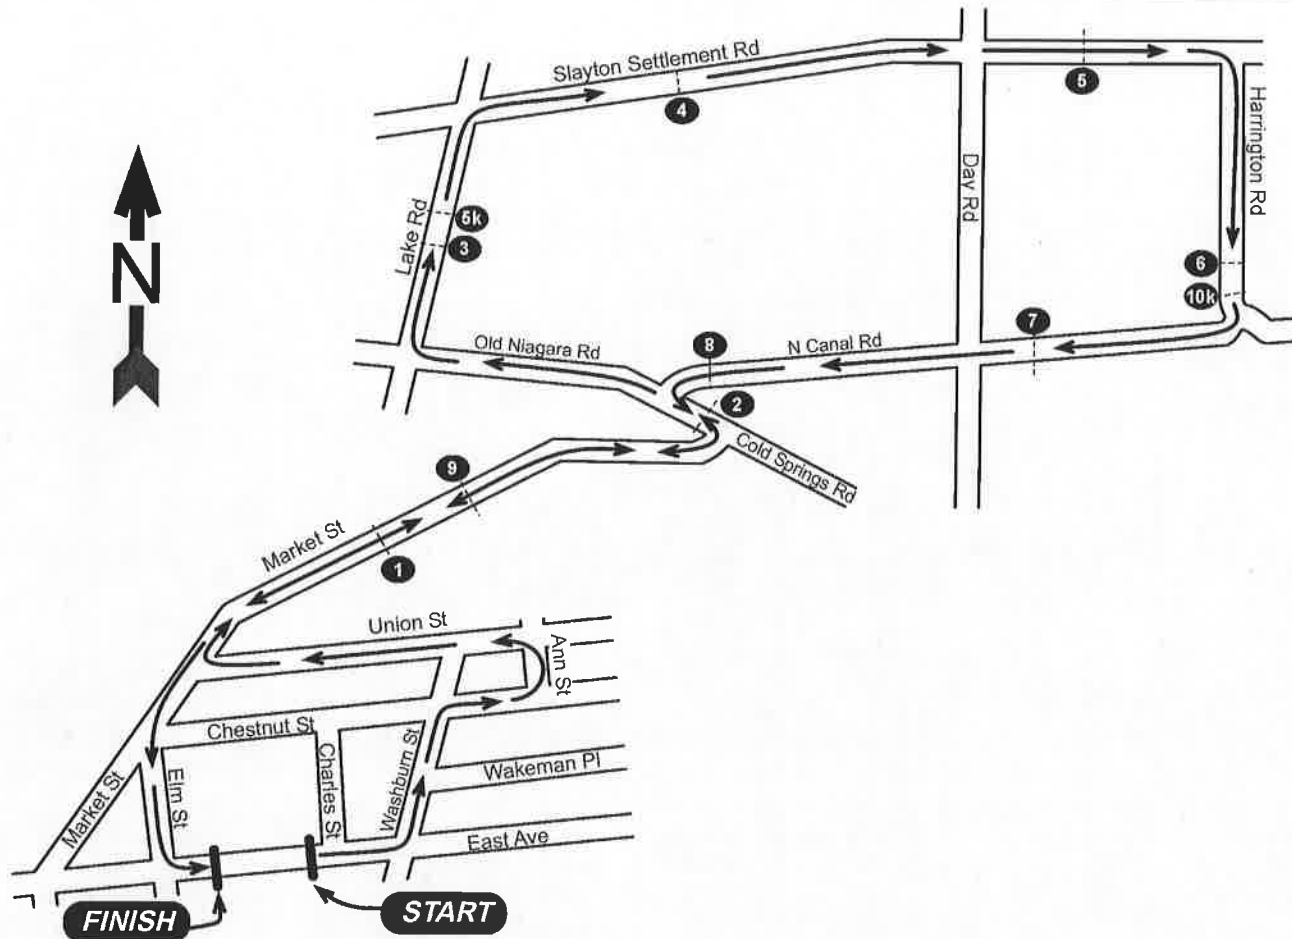 Slayton Settlement Rd
4
5
Harrington Rd
Day Rd
N
Lake Rd
5k
3
6
10k
7
Old Niagara Rd
8
N Canal Rd
2
Cold Springs Rd
9
Market St
1
Union St
Ann St
Chestnut St
Charles St
Washburn St
Wakeman Pl
Market St
Elm St
East Ave
FINISH
START